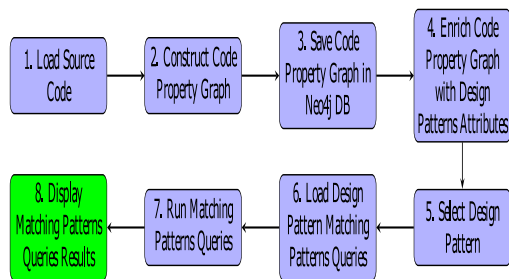 1. Load Source
Code
2. Construct Code
Property Graph
3. Save Code
Property Graph in
Neo4j DB
4. Enrich Code
Property Graph
with Design
Patterns Attributes
5. Select Design
Pattern
6. Load Design
Pattern Matching
Patterns Queries
7. Run Matching
Patterns Queries
8. Display
Matching Patterns
Queries Results